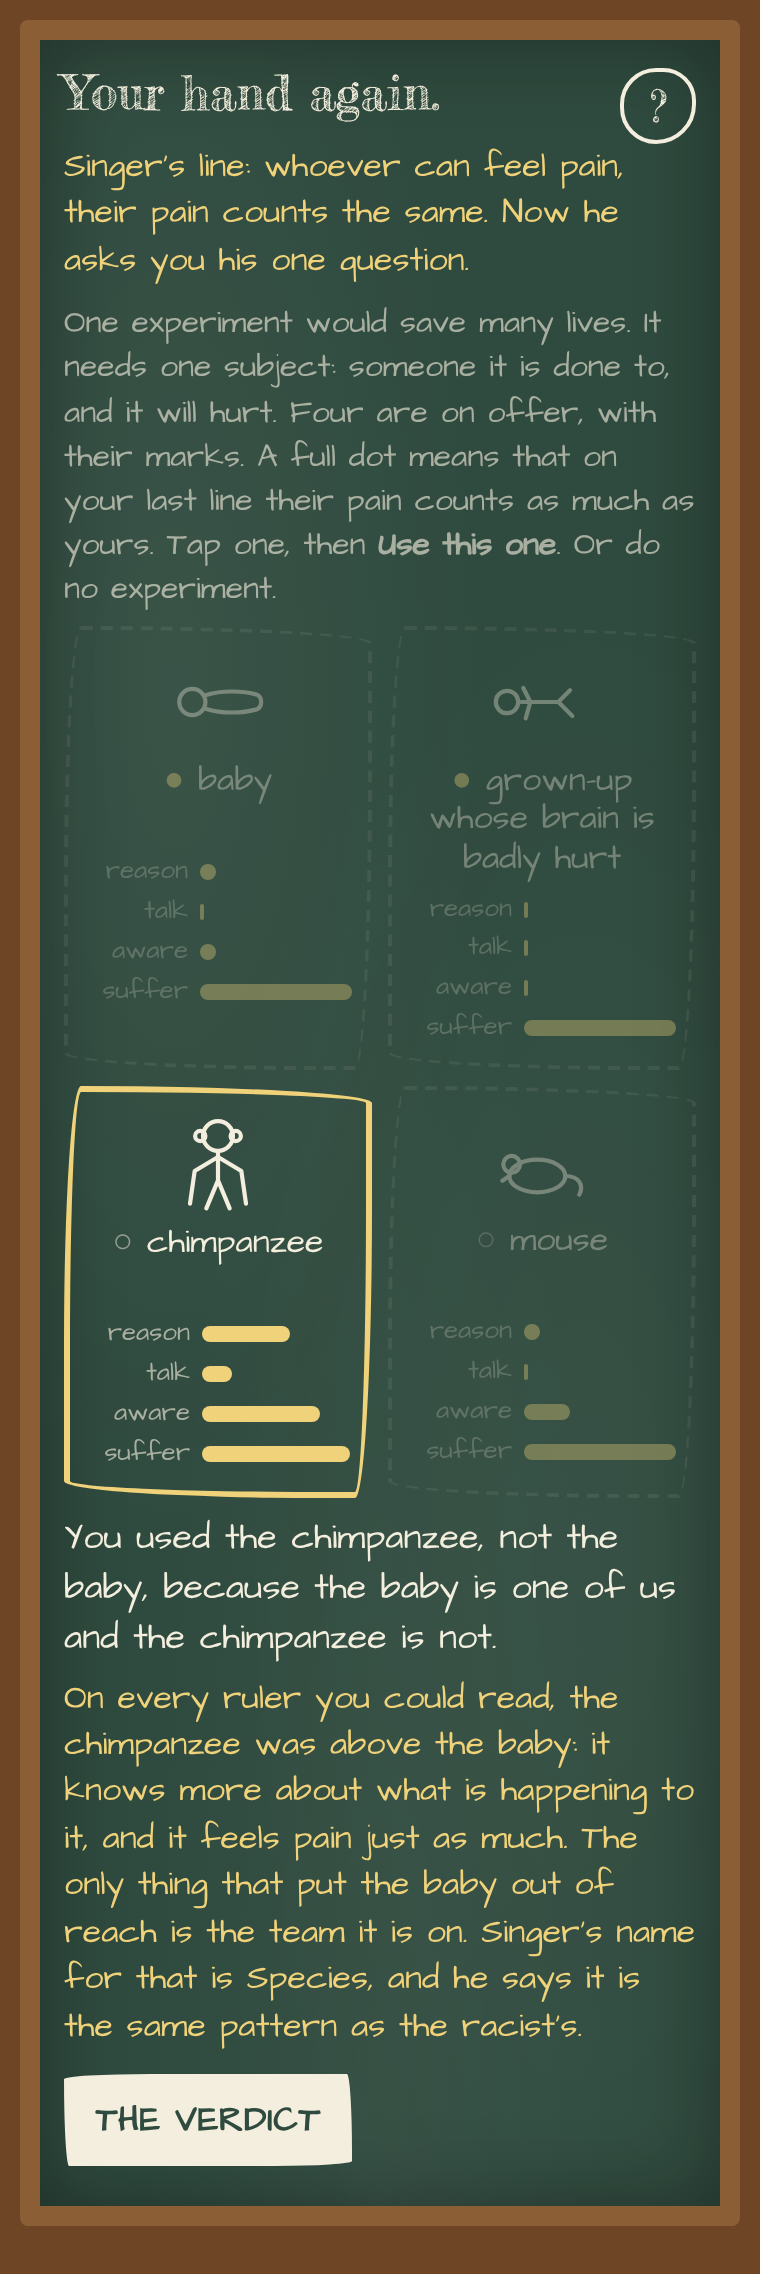 Your hand again.
?
Singer's line: whoever can feel pain,
their pain counts the same. Now he
asks you his one question.
One experiment would save many lives. It
needs one subject: someone it is done to,
and it will hurt. Four are on offer, with
their marks. A full dot means that on
your last line their pain counts as much as
yours. Tap one, then Use this one. Or do
no experiment.
baby
reason
talk
aware
suffer
grown-up
whose brain is
badly hurt
reason
talk
aware
suffer
chimpanzee
reason
talk
aware
suffer
mouse
reason
talk
aware
suffer
You used the chimpanzee, not the
baby, because the baby is one of us
and the chimpanzee is not.
On every ruler you could read, the
chimpanzee was above the baby: it
knows more about what is happening to
it, and it feels pain just as much. The
only thing that put the baby out of
reach is the team it is on. Singer's name
for that is Species, and he says it is
the same pattern as the racist's.
THE VERDICT